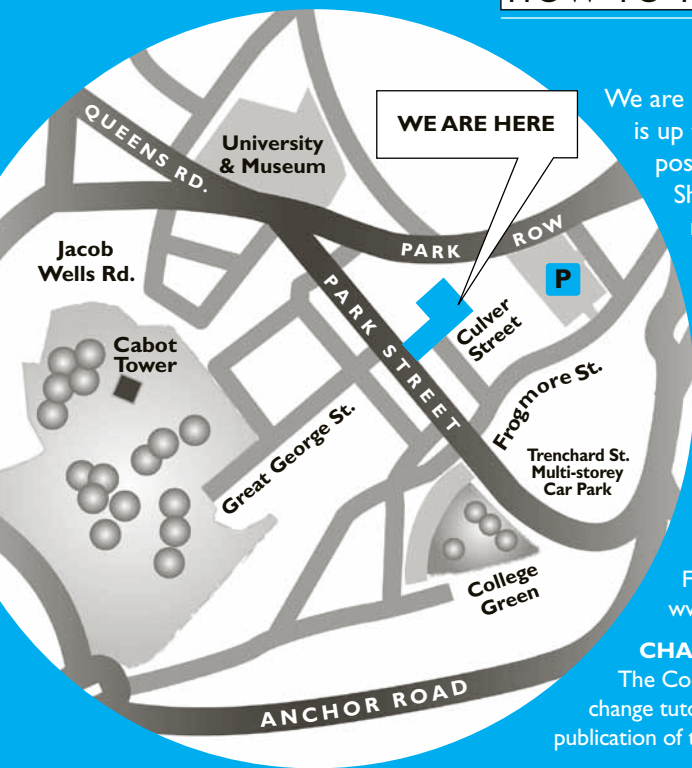 QUEENS RD.
University
& Museum
WE ARE HERE
PARK ROW
P
Jacob
Wells Rd.
PARK STREET
Culver
Street
Cabot
Tower
Frogmore St.
Great George St.
Trenchard St.
Multi-storey
Car Park
College
Green
ANCHOR ROAD
We are
is up
pos
Sh
F
ww
CHA
The Co
change tuto
publication of t